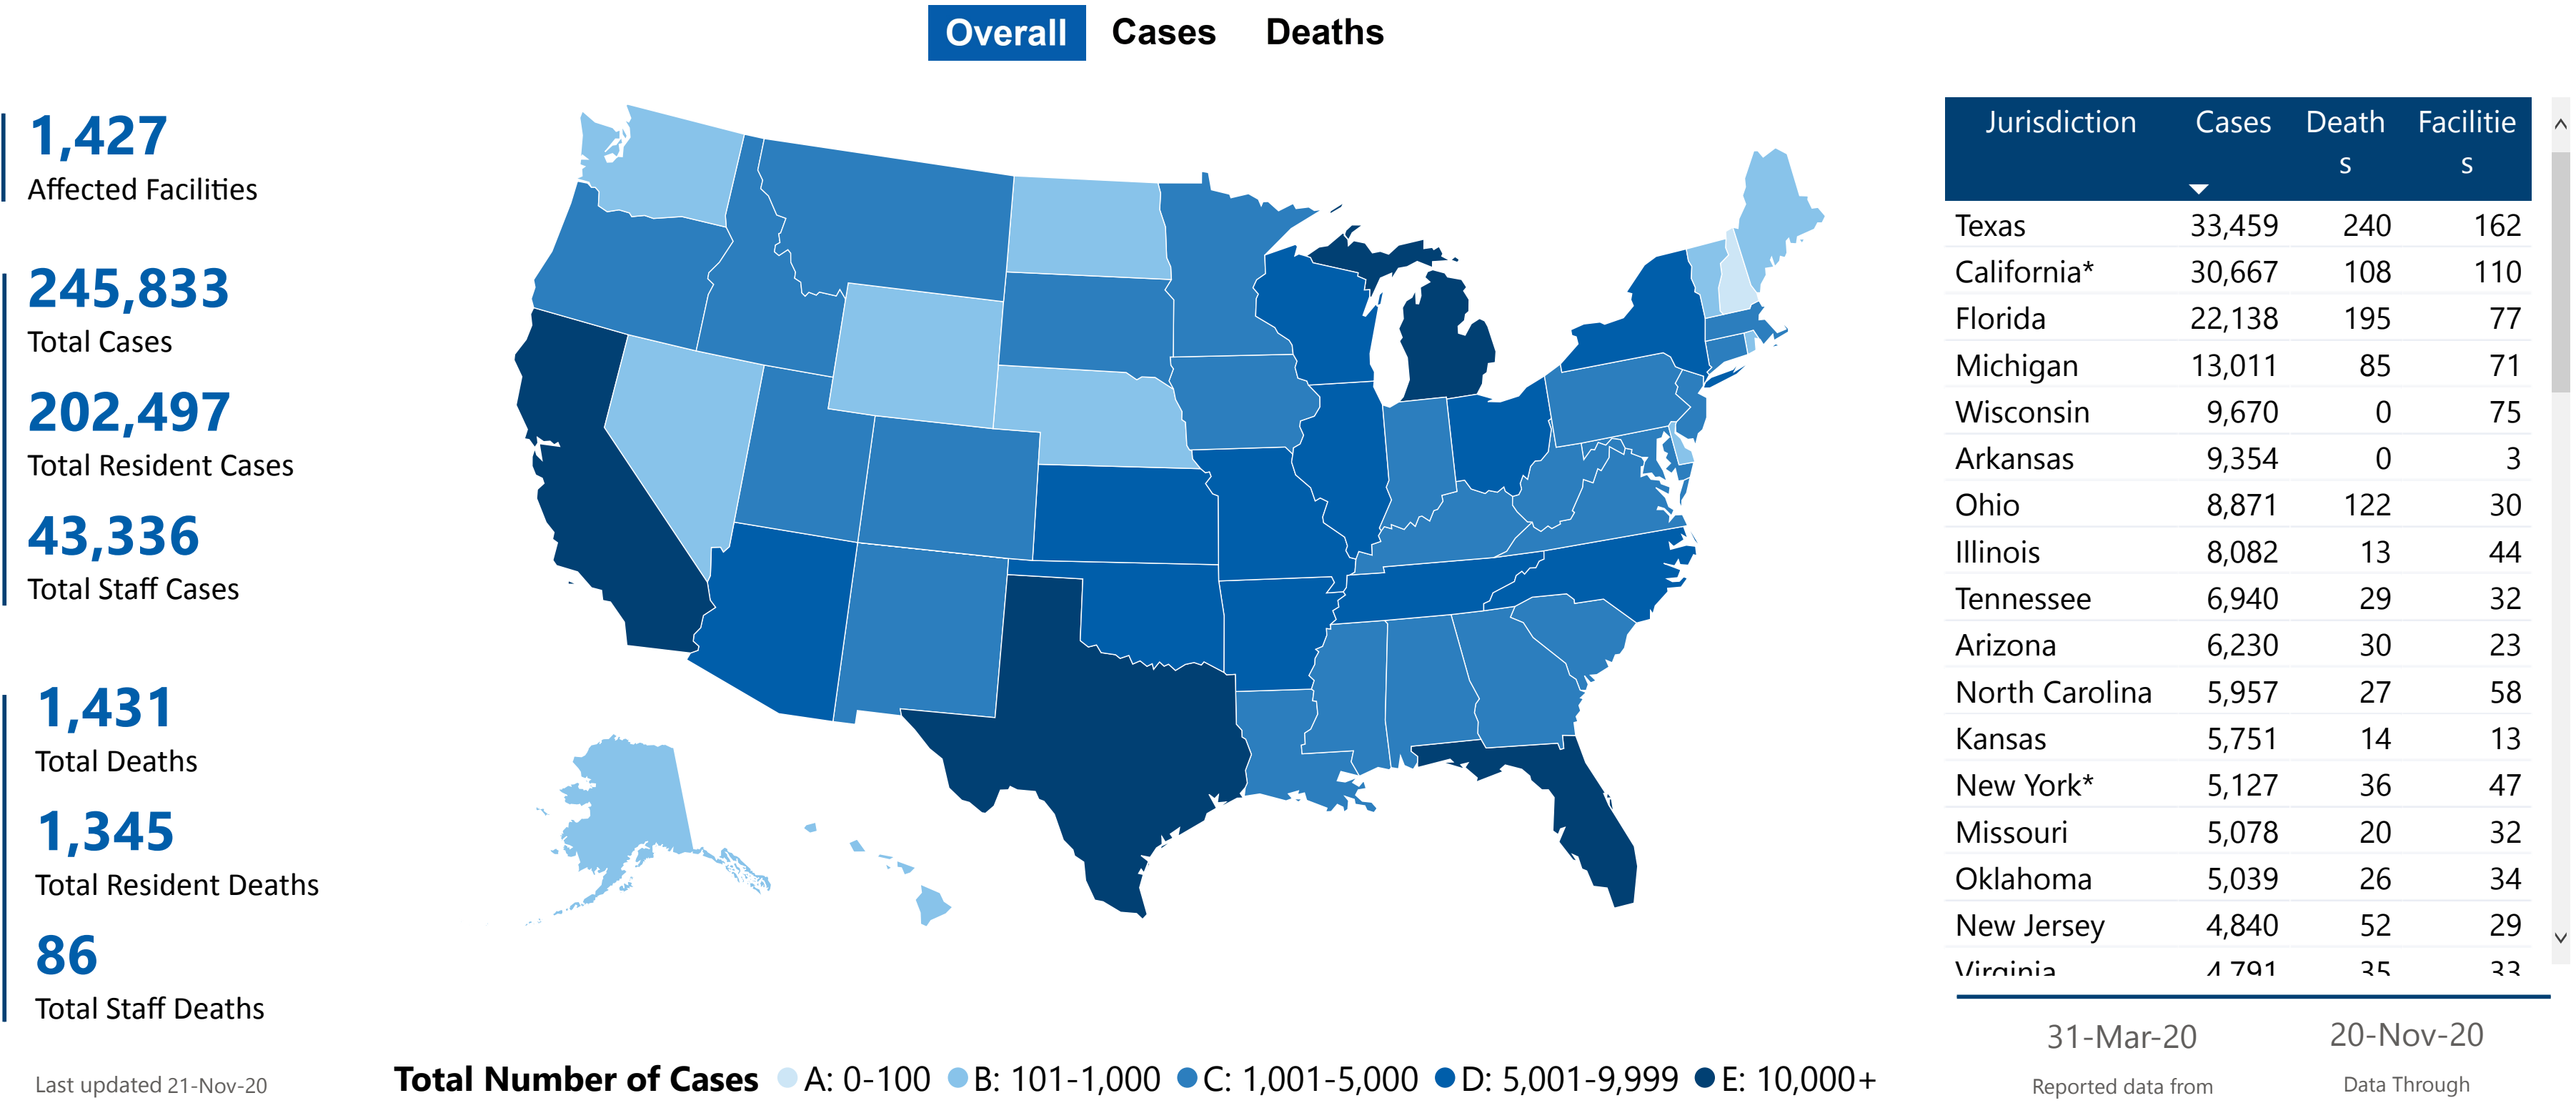 Overall Cases Deaths
1,427
Affected Facilities
245,833
Total Cases
202,497
Total Resident Cases
43,336
Total Staff Cases
1,431
Total Deaths
1,345
Total Resident Deaths
86
Total Staff Deaths
Last updated 21-Nov-20
Total Number of Cases A: 0-100 B: 101-1,000 C: 1,001-5,000 D: 5,001-9,999 E: 10,000+
Jurisdiction Cases Death Facilitie
s s
Texas 33,459 240 162
California* 30,667 108 110
Florida 22,138 195 77
Michigan 13,011 85 71
Wisconsin 9,670 0 75
Arkansas 9,354 0 3
Ohio 8,871 122 30
Illinois 8,082 13 44
Tennessee 6,940 29 32
Arizona 6,230 30 23
North Carolina 5,957 27 58
Kansas 5,751 14 13
New York* 5,127 36 47
Missouri 5,078 20 32
Oklahoma 5,039 26 34
New Jersey 4,840 52 29
Virginia 4,791 35 33
31-Mar-20 20-Nov-20
Reported data from Data Through